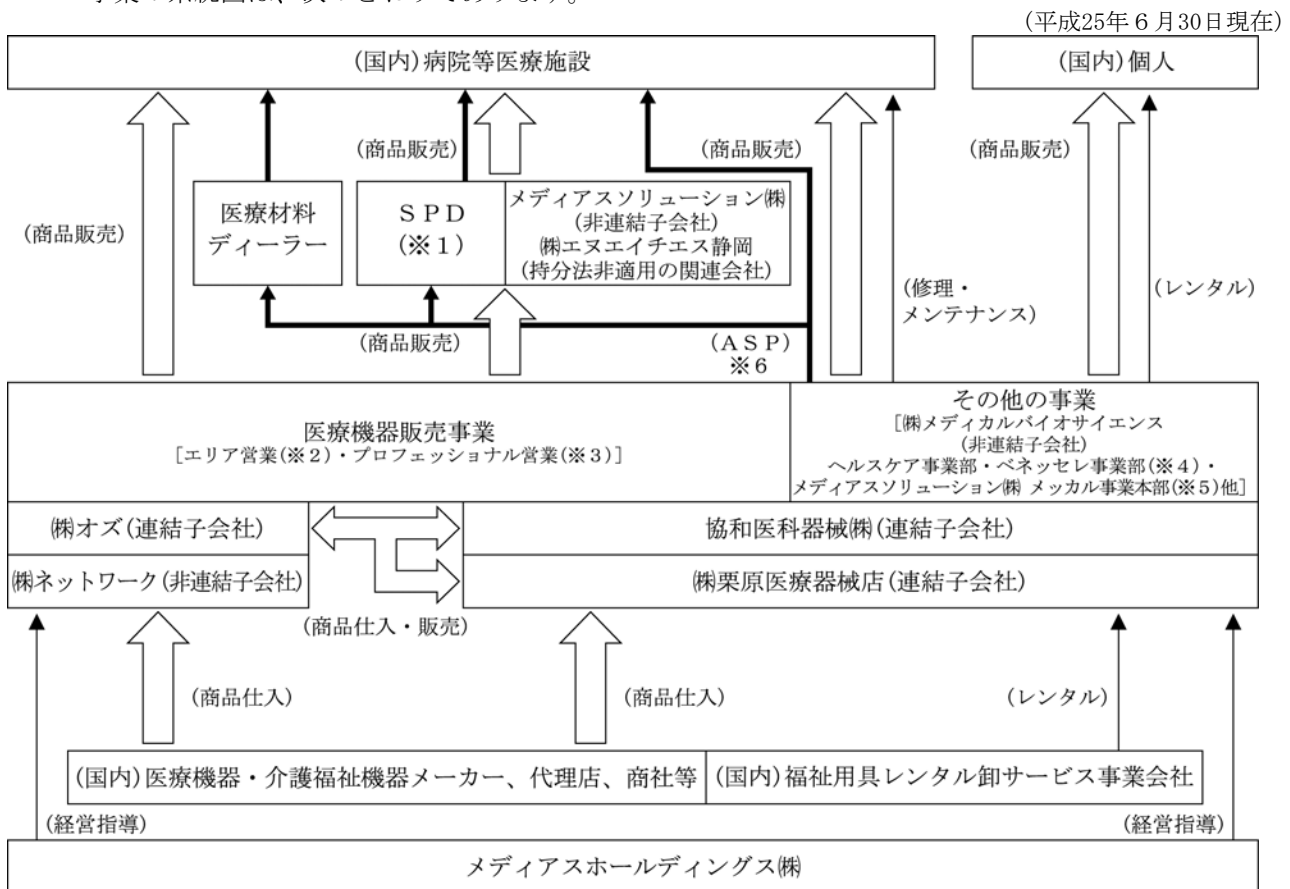 (平成25年6月30日現在)
(国内)病院等医療施設
(国内)個人
(商品販売)
(商品販売)
(商品販売)
(商品販売)
医療材料
ディーラー
ＳＰＤ
(※1)
メディアスソリューション㈱
(非連結子会社)
㈱エヌエイチエス静岡
(持分法非適用の関連会社)
(修理・
メンテナンス)
(レンタル)
(商品販売)
(ＡＳＰ)
※6
医療機器販売事業
[エリア営業(※2)・プロフェッショナル営業(※3)]
その他の事業
[㈱メディカルバイオサイエンス
(非連結子会社)
ヘルスケア事業部・ベネッセレ事業部(※4)・
メディアスソリューション㈱ メッカル事業本部(※5)他]
㈱オズ(連結子会社)
協和医科器械㈱(連結子会社)
㈱ネットワーク(非連結子会社)
㈱栗原医療器械店(連結子会社)
(商品仕入・販売)
(商品仕入)
(商品仕入)
(レンタル)
(国内)医療機器・介護福祉機器メーカー、代理店、商社等
(国内)福祉用具レンタル卸サービス事業会社
(経営指導)
(経営指導)
メディアスホールディングス㈱